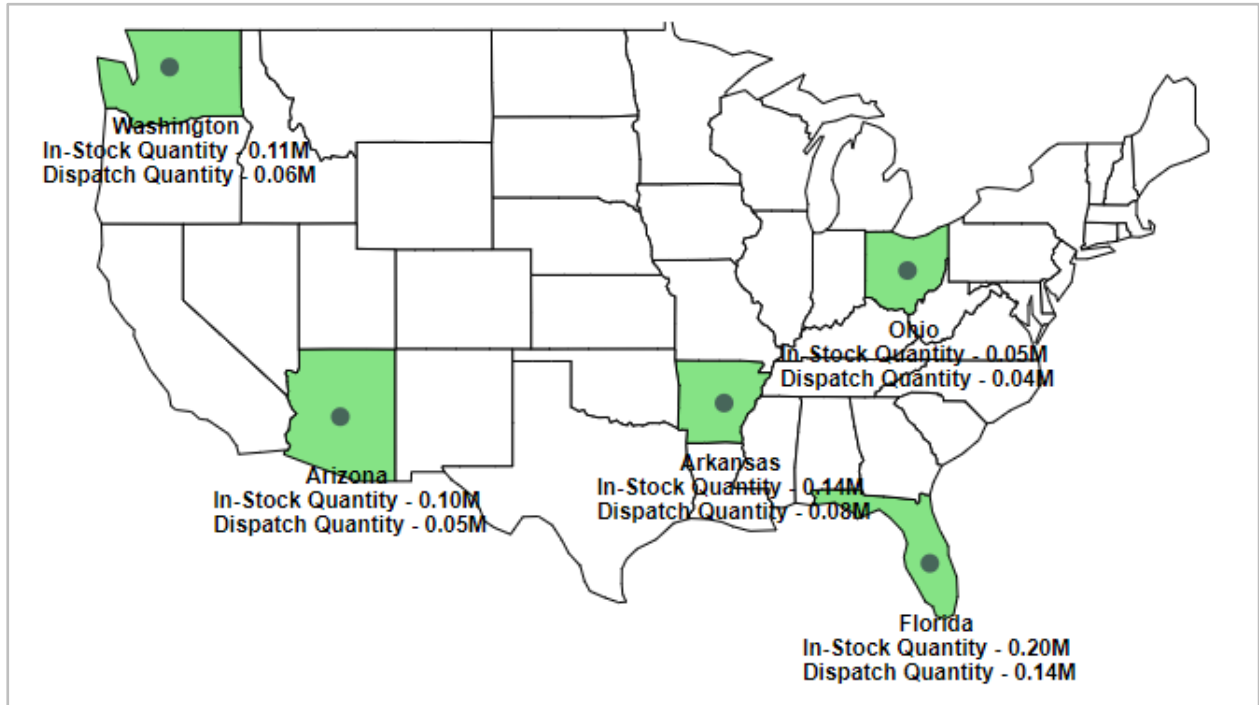 Washington
In-Stock Quantity - 0.11M
Dispatch Quantity - 0.06M
Ohio
In-Stock Quantity - 0.05M
Dispatch Quantity - 0.04M
Arizona
In-Stock Quantity - 0.10M
Dispatch Quantity - 0.05M
Arkansas
In-Stock Quantity - 0.14M
Dispatch Quantity - 0.08M
Florida
In-Stock Quantity - 0.20M
Dispatch Quantity - 0.14M